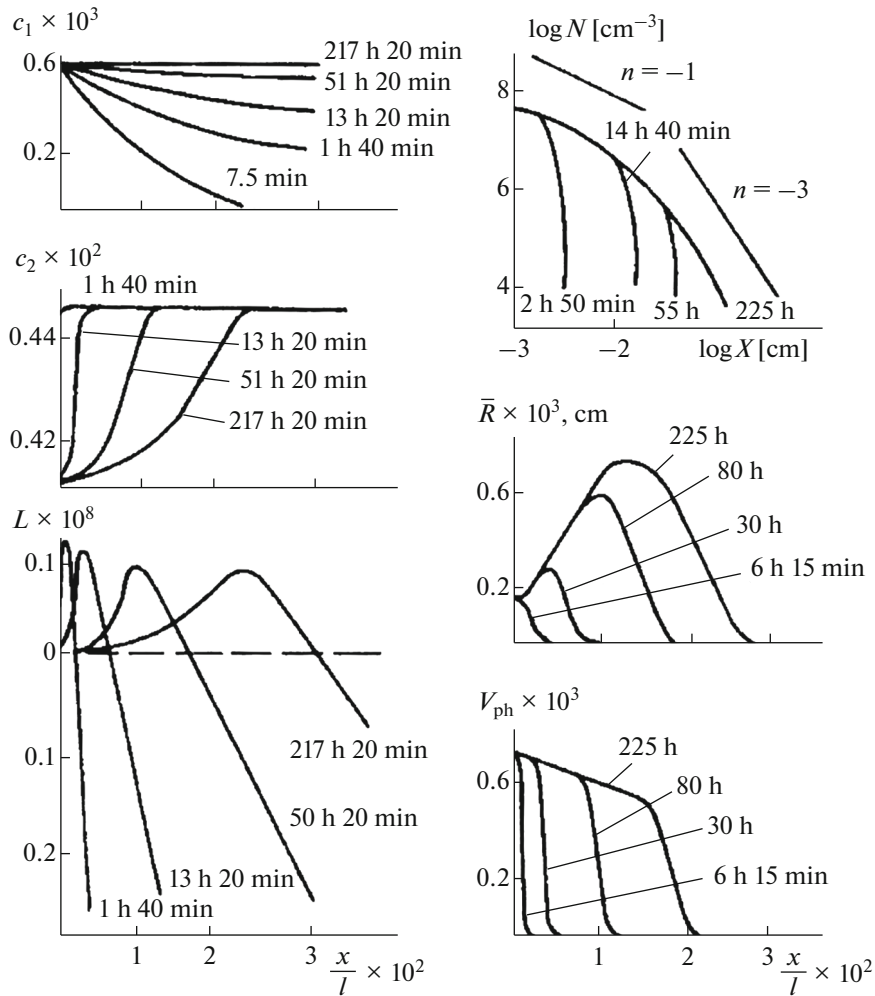 c₁ × 10³
0.6
0.2
217 h 20 min
51 h 20 min
13 h 20 min
1 h 40 min
7.5 min
c₂ × 10²
1 h 40 min
0.44
0.42
13 h 20 min
51 h 20 min
217 h 20 min
L × 10⁸
0.1
0
0.1
0.2
217 h 20 min
50 h 20 min
13 h 20 min
1 h 40 min
1
2
3
x/l × 10²
log N [cm⁻³]
8
6
4
n = −1
14 h 40 min
n = −3
2 h 50 min
55 h
225 h
−3
−2
log X [cm]
R̅ × 10³, cm
0.6
0.2
225 h
80 h
30 h
6 h 15 min
1
2
3
V_ph × 10³
0.6
0.2
225 h
80 h
30 h
6 h 15 min
1
2
3
x/l × 10²